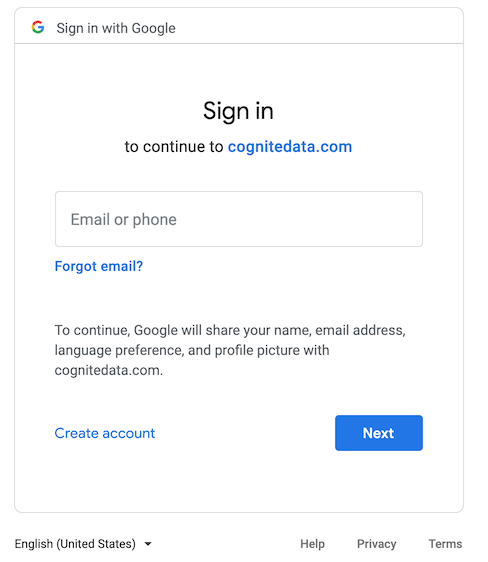 Sign in with Google
Sign in
to continue to cognitedata.com
Email or phone
Forgot email?
To continue, Google will share your name, email address,
language preference, and profile picture with
cognitedata.com.
Create account Next
English (United States) Help Privacy Terms